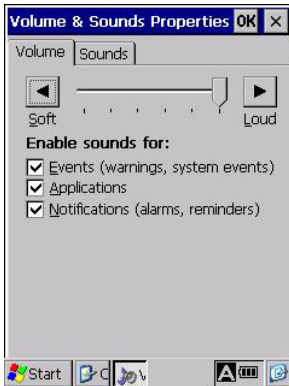 Volume & Sounds Properties OK ×
Volume Sounds
Soft Loud
Enable sounds for:
Events (warnings, system events)
Applications
Notifications (alarms, reminders)
Start C A